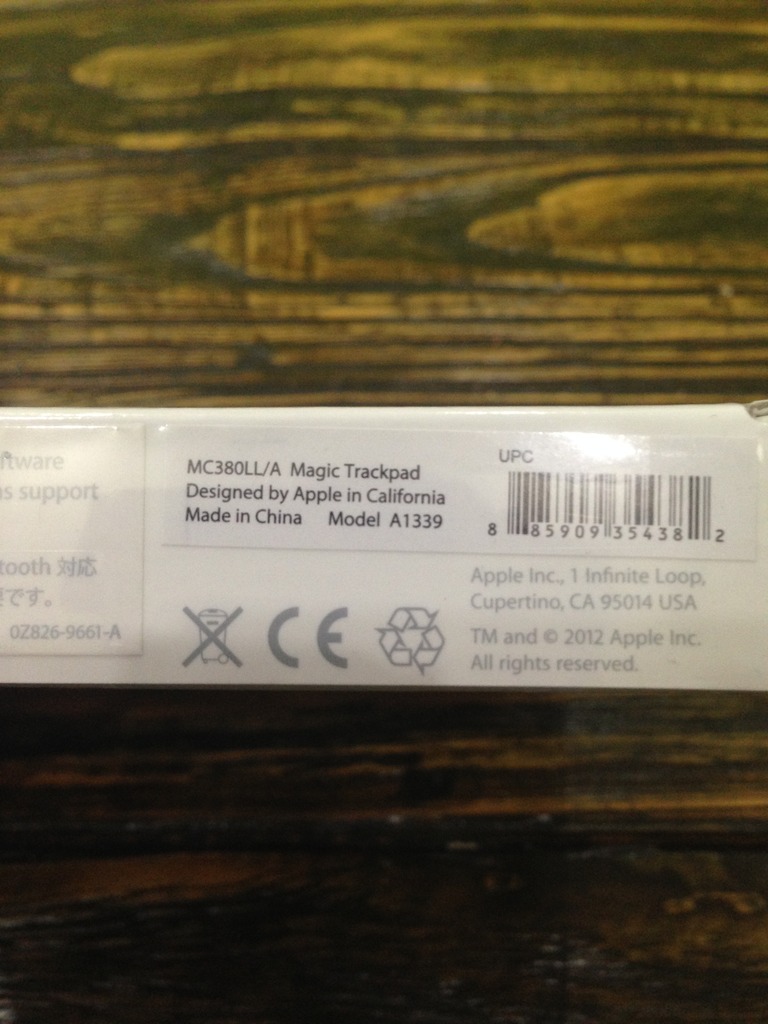 ftware
s support
tooth 対応
です。
0Z826-9661-A
MC380LL/A Magic Trackpad
Designed by Apple in California
Made in China Model A1339
UPC
8 85909 35438 2
CE
Apple Inc., 1 Infinite Loop,
Cupertino, CA 95014 USA
TM and © 2012 Apple Inc.
All rights reserved.